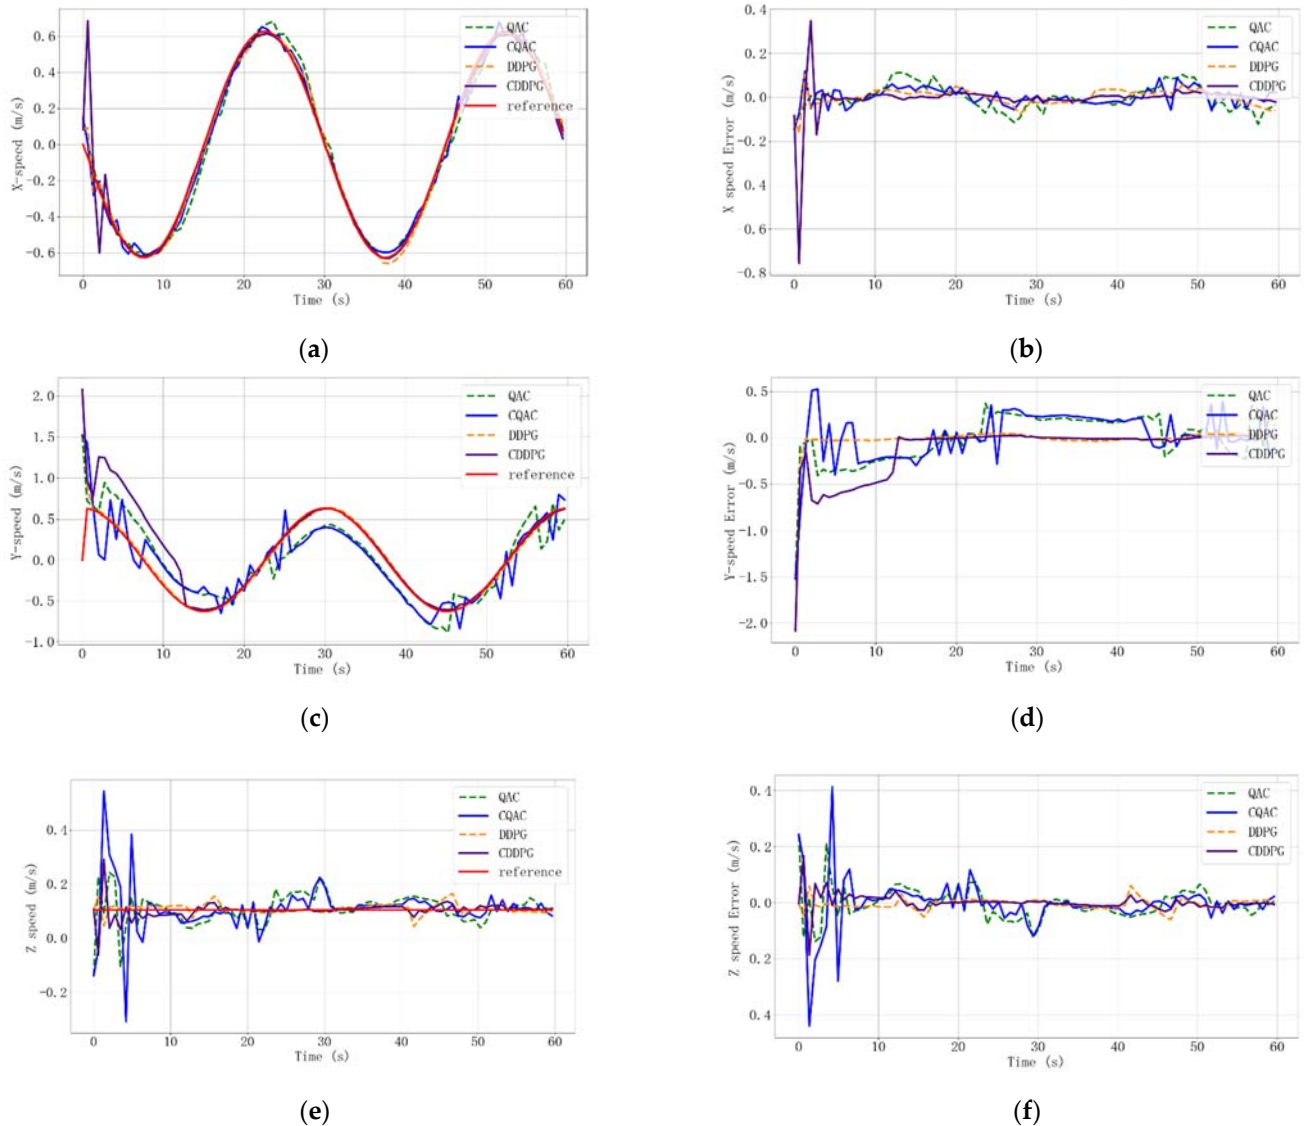 0.6
0.4
0.2
0.0
-0.2
-0.4
-0.6
X-speed (m/s)
QAC
CQAC
DDPG
CDDPG
reference
0 10 20 30 40 50 60
Time (s)
(a)
0.4
0.2
0.0
-0.2
0.4
-0.6
-0.8
X speed Error (m/s)
QAC
CQAC
DDPG
CDDPG
0 10 20 30 40 50 60
Time (s)
(b)
2.0
1.5
1.0
0.5
0.0
-0.5
-1.0
Y-speed (m/s)
QAC
CQAC
DDPG
CDDPG
reference
0 10 20 30 40 50 60
Time (s)
(c)
0.5
0.0
-0.5
-1.0
-1.5
-2.0
Y-speed Error (m/s)
QAC
CQAC
DDPG
CDDPG
0 10 20 30 40 50 60
Time (s)
(d)
0.4
0.2
0.0
-0.2
Z speed (m/s)
QAC
CQAC
DDPG
CDDPG
reference
0 10 20 30 40 50 60
Time (s)
(e)
0.4
0.2
0.0
0.2
0.4
Z speed Error (m/s)
QAC
CQAC
DDPG
CDDPG
0 10 20 30 40 50 60
Time (s)
(f)